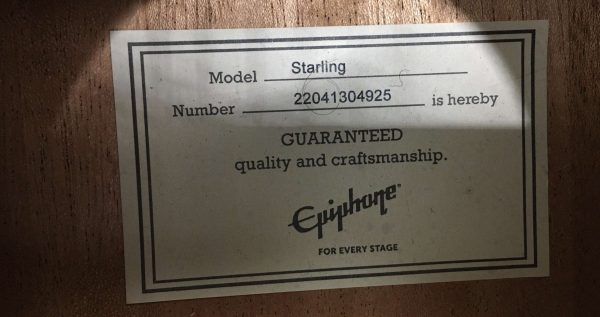 Model Starling
Number 22041304925 is hereby
GUARANTEED
quality and craftsmanship.
Epiphone
FOR EVERY STAGE